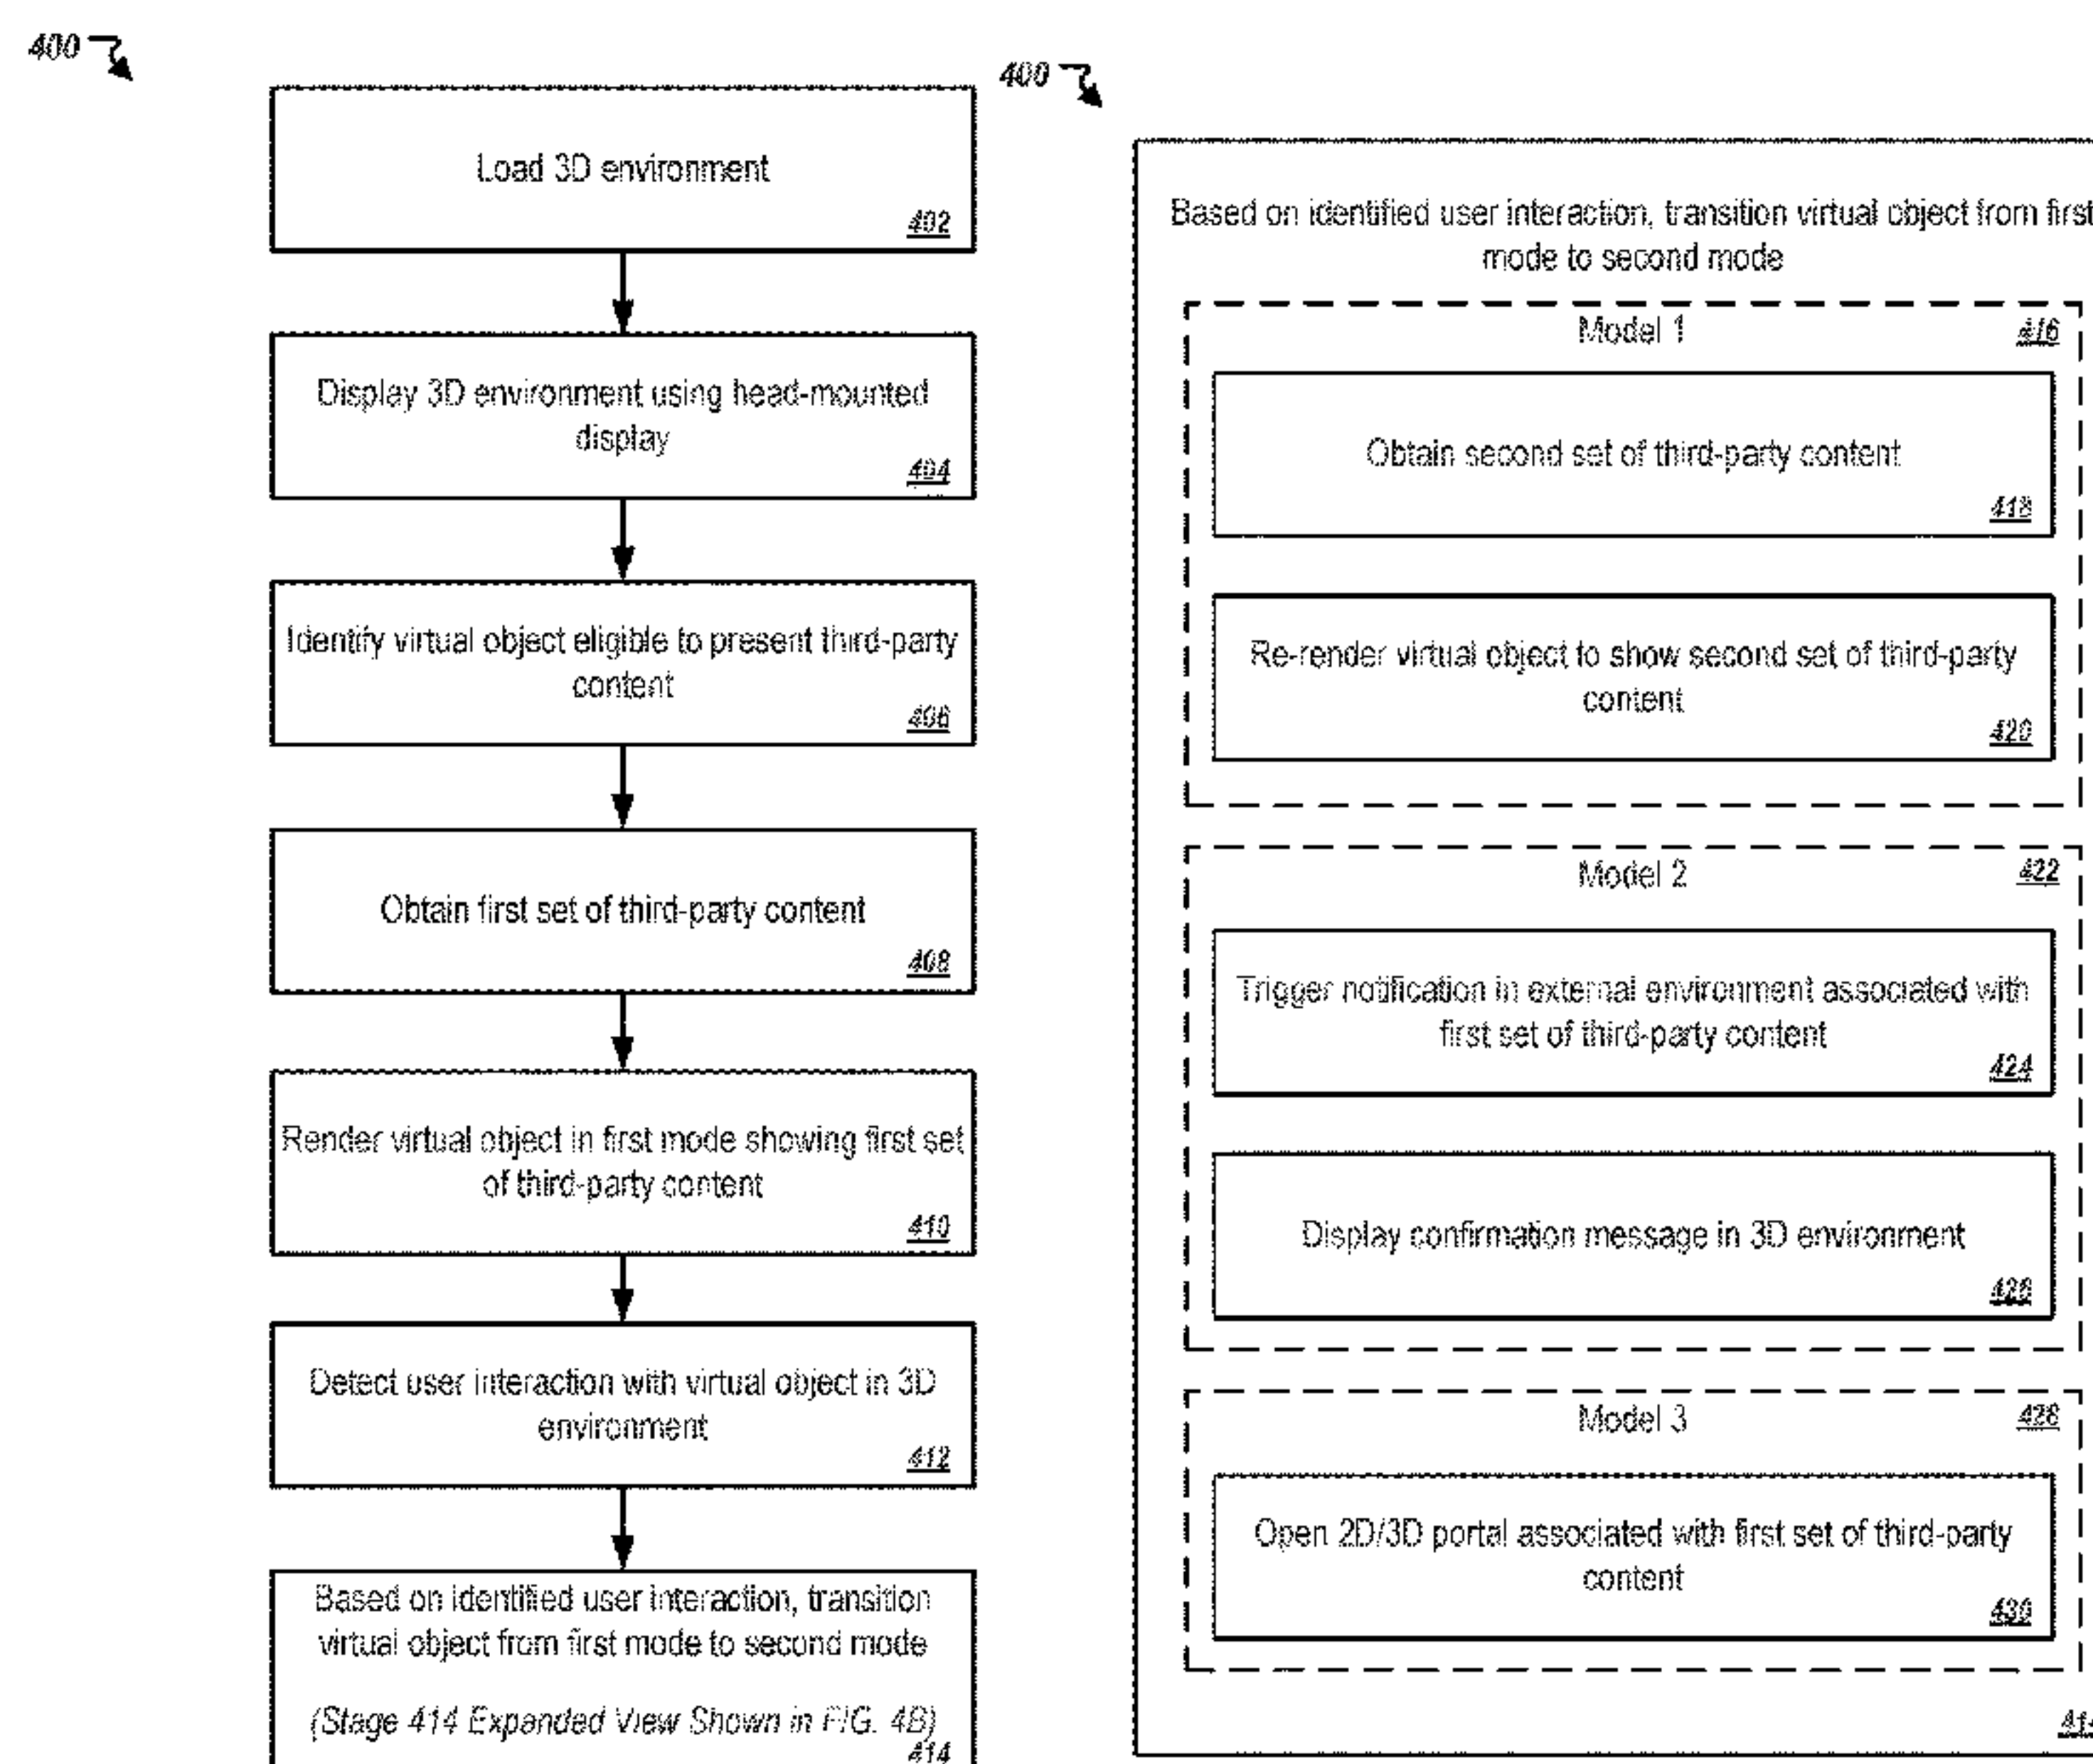 400
Load 3D environment
402
Display 3D environment using head-mounted
display
404
Identify virtual object eligible to present third-party
content
406
Obtain first set of third-party content
408
Render virtual object in first mode showing first set
of third-party content
410
Detect user interaction with virtual object in 3D
environment
412
Based on identified user interaction, transition
virtual object from first mode to second mode
(Stage 414 Expanded View Shown in FIG. 4B)
414
400
Based on identified user interaction, transition virtual object from first
mode to second mode
Model 1
416
Obtain second set of third-party content
418
Re-render virtual object to show second set of third-party
content
420
Model 2
422
Trigger notification in external environment associated with
first set of third-party content
424
Display confirmation message in 3D environment
426
Model 3
428
Open 2D/3D portal associated with first set of third-party
content
430
414